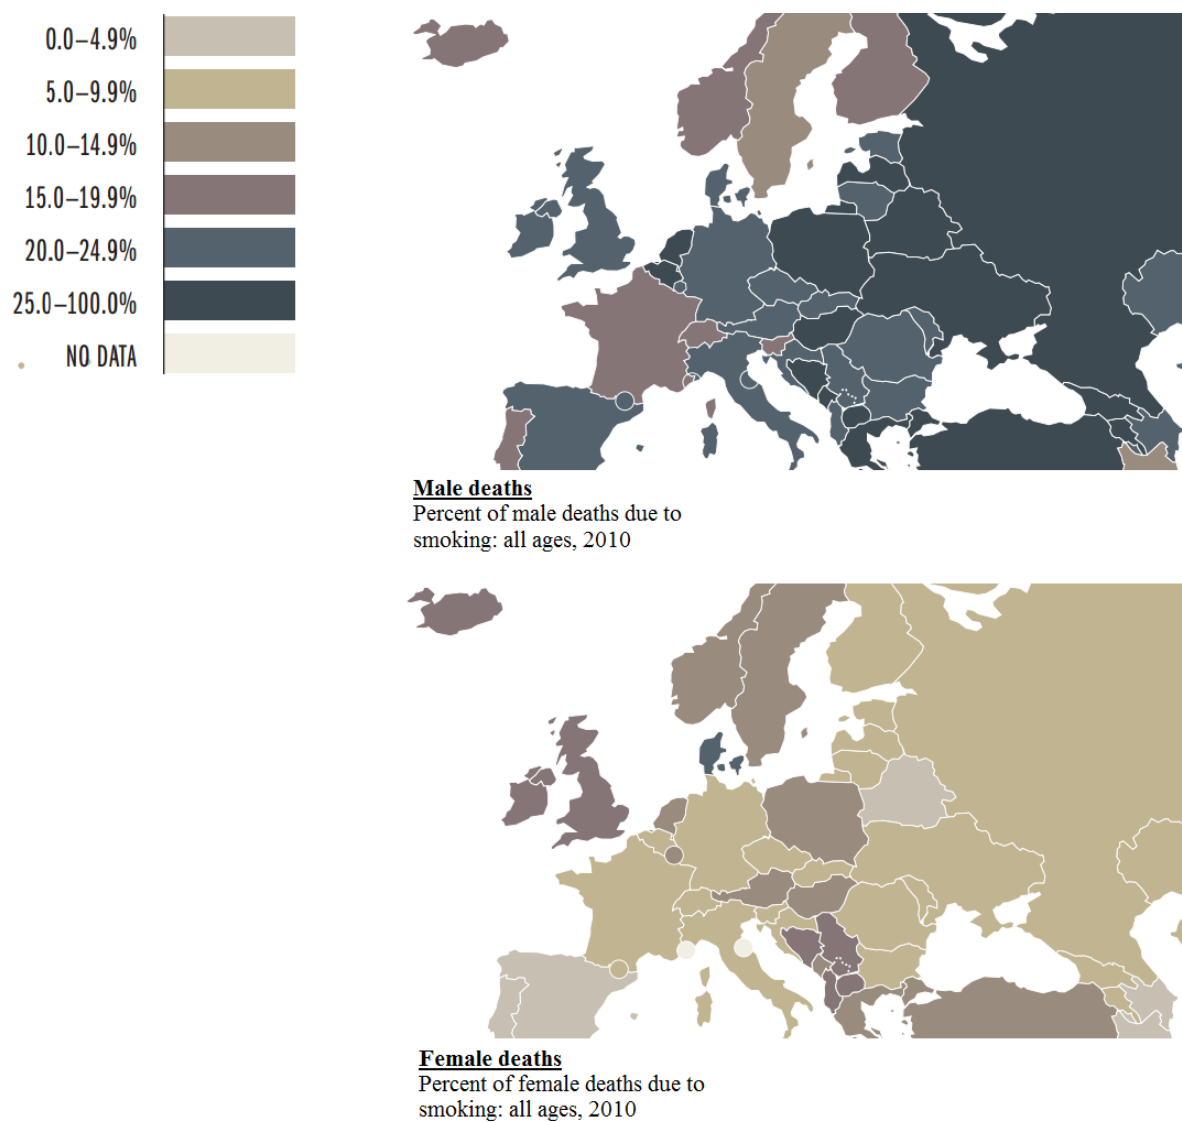 0.0–4.9%
5.0–9.9%
10.0–14.9%
15.0–19.9%
20.0–24.9%
25.0–100.0%
NO DATA
Male deaths
Percent of male deaths due to
smoking: all ages, 2010
Female deaths
Percent of female deaths due to
smoking: all ages, 2010